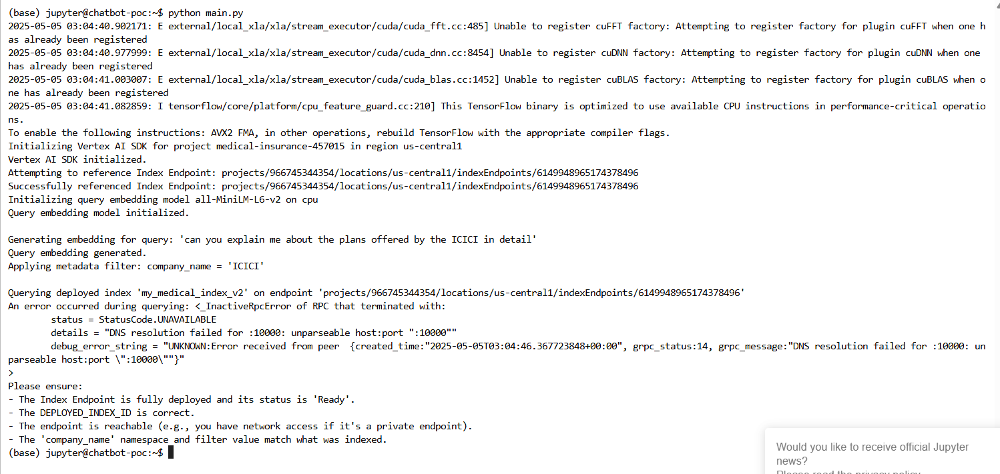 (base) jupyter@chatbot-poc:~$ python main.py
2025-05-05 03:04:40.902171: E external/local_xla/xla/stream_executor/cuda/cuda_fft.cc:485] Unable to register cuFFT factory: Attempting to register factory for plugin cuFFT when one h
as already been registered
2025-05-05 03:04:40.977999: E external/local_xla/xla/stream_executor/cuda/cuda_dnn.cc:8454] Unable to register cuDNN factory: Attempting to register factory for plugin cuDNN when one
has already been registered
2025-05-05 03:04:41.003007: E external/local_xla/xla/stream_executor/cuda/cuda_blas.cc:1452] Unable to register cuBLAS factory: Attempting to register factory for plugin cuBLAS when o
ne has already been registered
2025-05-05 03:04:41.082859: I tensorflow/core/platform/cpu_feature_guard.cc:210] This TensorFlow binary is optimized to use available CPU instructions in performance-critical operatio
ns.
To enable the following instructions: AVX2 FMA, in other operations, rebuild TensorFlow with the appropriate compiler flags.
Initializing Vertex AI SDK for project medical-insurance-457015 in region us-central1
Vertex AI SDK initialized.
Attempting to reference Index Endpoint: projects/966745344354/locations/us-central1/indexEndpoints/6149948965174378496
Successfully referenced Index Endpoint: projects/966745344354/locations/us-central1/indexEndpoints/6149948965174378496
Initializing query embedding model all-MiniLM-L6-v2 on cpu
Query embedding model initialized.
Generating embedding for query: 'can you explain me about the plans offered by the ICICI in detail'
Query embedding generated.
Applying metadata filter: company_name = 'ICICI'
Querying deployed index 'my_medical_index_v2' on endpoint 'projects/966745344354/locations/us-central1/indexEndpoints/6149948965174378496'
An error occurred during querying: <_InactiveRpcError of RPC that terminated with:
status = StatusCode.UNAVAILABLE
details = "DNS resolution failed for :10000: unparseable host:port ":10000""
debug_error_string = "UNKNOWN:Error received from peer  {created_time:"2025-05-05T03:04:46.367723848+00:00", grpc_status:14, grpc_message:"DNS resolution failed for :10000: un
parseable host:port \":10000\""}"
>
Please ensure:
- The Index Endpoint is fully deployed and its status is 'Ready'.
- The DEPLOYED_INDEX_ID is correct.
- The endpoint is reachable (e.g., you have network access if it's a private endpoint).
- The 'company_name' namespace and filter value match what was indexed.
(base) jupyter@chatbot-poc:~$
Would you like to receive official Jupyter
news?
Please read the privacy policy.